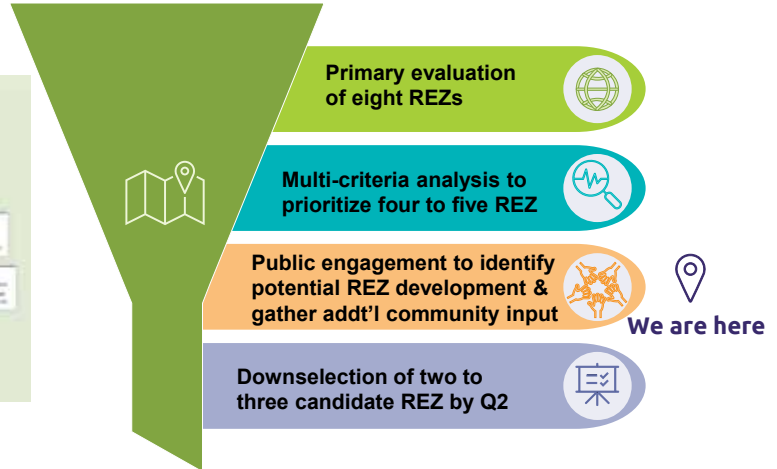 Primary evaluation
of eight REZs
Multi-criteria analysis to
prioritize four to five REZ
Public engagement to identify
potential REZ development &
gather addt'l community input
We are here
Downselection of two to
three candidate REZ by Q2